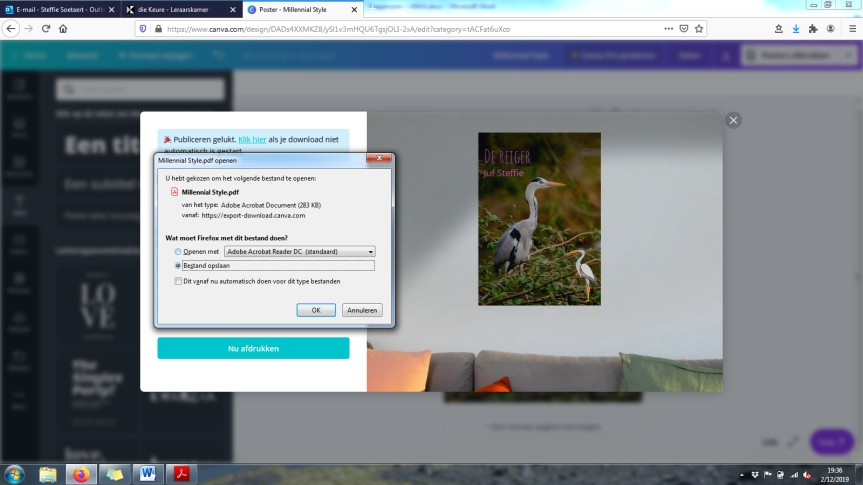 E-mail - Steffie Soetaert - Outl
die Keure - Leraarskamer
Poster - Millennial Style
https://www.canva.com/design/DADs4XXMKZ8/ySI1v3mHQU6TgsjOLJ-2xA/edit?category=tACFat6uXco
Publiceren gelukt. Klik hier als je download niet
automatisch is gestart.
Millennial Style.pdf openen
U hebt gekozen om het volgende bestand te openen:
Millennial Style.pdf
van het type: Adobe Acrobat Document (283 KB)
vanaf: https://export-download.canva.com
Wat moet Firefox met dit bestand doen?
Openen met
Adobe Acrobat Reader DC (standaard)
Bestand opslaan
Dit vanaf nu automatisch doen voor dit type bestanden
OK
Annuleren
Nu afdrukken
De reiger
Juf Steffie
Een tit
LO
VE
19:36
2/12/2019